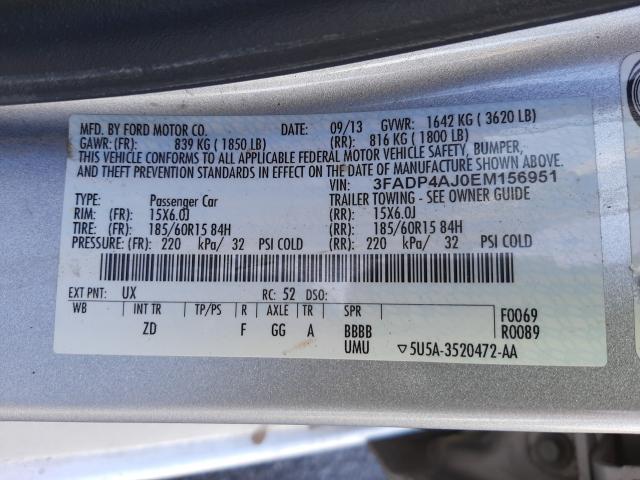 MFD. BY FORD MOTOR CO. DATE: 09/13 GVWR: 1642 KG ( 3620 LB)
GAWR: (FR): 839 KG ( 1850 LB) (RR): 816 KG ( 1800 LB)
THIS VEHICLE CONFORMS TO ALL APPLICABLE FEDERAL MOTOR VEHICLE SAFETY, BUMPER,
AND THEFT PREVENTION STANDARDS IN EFFECT ON THE DATE OF MANUFACTURE SHOWN ABOVE.
VIN: 3FADP4AJ0EM156951
TYPE: Passenger Car TRAILER TOWING - SEE OWNER GUIDE
RIM: (FR): 15X6.0J (RR): 15X6.0J
TIRE: (FR): 185/60R15 84H (RR): 185/60R15 84H
PRESSURE: (FR): 220 kPa/ 32 PSI COLD (RR): 220 kPa/ 32 PSI COLD
EXT PNT: UX RC: 52 DSO:
WB INT TR TP/PS R AXLE TR SPR F0069
ZD F GG A BBBB R0089
UMU ▽5U5A-3520472-AA